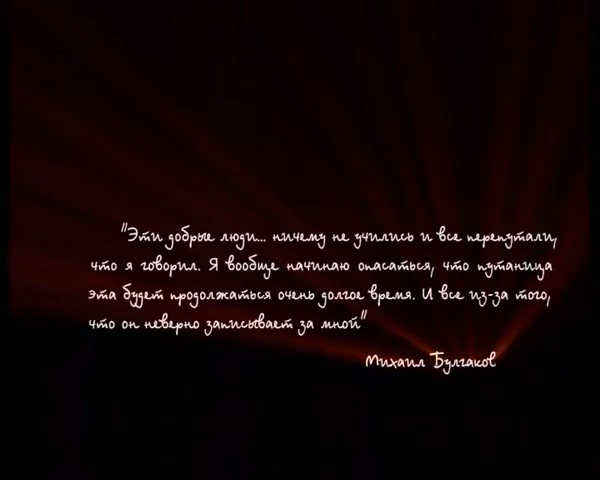 "Эти добрые люди... ничему не учились и все перепутали,
что я говорил. Я вообще начинаю опасаться, что путаница
эта будет продолжаться очень долгое время. И все из-за того,
что он неверно записывает за мной"
Михаил Булгаков